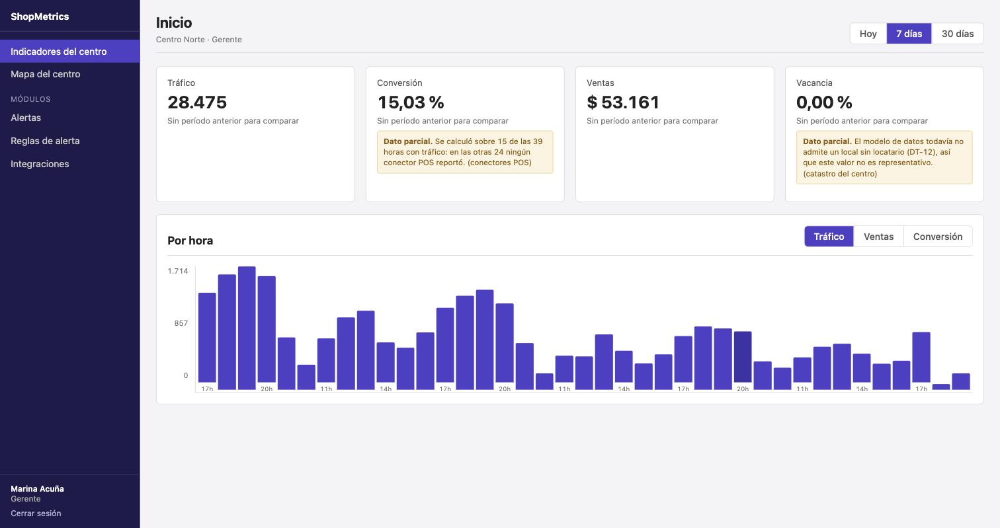 ShopMetrics
Indicadores del centro
Mapa del centro
MÓDULOS
Alertas
Reglas de alerta
Integraciones
Marina Acuña
Gerente
Cerrar sesión
Inicio
Centro Norte · Gerente
Hoy
7 días
30 días
Tráfico
28.475
Sin período anterior para comparar
Conversión
15,03 %
Sin período anterior para comparar
Dato parcial. Se calculó sobre 15 de las 39
horas con tráfico: en las otras 24 ningún
conector POS reportó. (conectores POS)
Ventas
$ 53.161
Sin período anterior para comparar
Vacancia
0,00 %
Sin período anterior para comparar
Dato parcial. El modelo de datos todavía no
admite un local sin locatario (DT-12), así
que este valor no es representativo.
(catastro del centro)
Por hora
Tráfico
Ventas
Conversión
1.714
857
0
17h 20h 11h 14h 17h 20h 11h 14h 17h 20h 11h 14h 17h